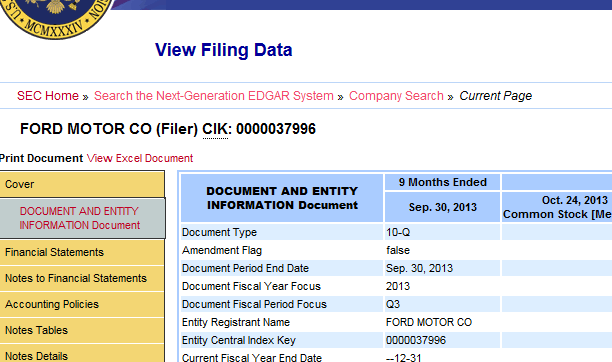 MCMXXXIV
View Filing Data
SEC Home » Search the Next-Generation EDGAR System » Company Search » Current Page
FORD MOTOR CO (Filer) CIK: 0000037996
Print Document View Excel Document
Cover
DOCUMENT AND ENTITY
INFORMATION Document
Financial Statements
Notes to Financial Statements
Accounting Policies
Notes Tables
Notes Details
DOCUMENT AND ENTITY
INFORMATION Document
9 Months Ended
Sep. 30, 2013
Oct. 24, 2013
Common Stock [Me
Document Type 10-Q
Amendment Flag false
Document Period End Date Sep. 30, 2013
Document Fiscal Year Focus 2013
Document Fiscal Period Focus Q3
Entity Registrant Name FORD MOTOR CO
Entity Central Index Key 0000037996
Current Fiscal Year End Date --12-31